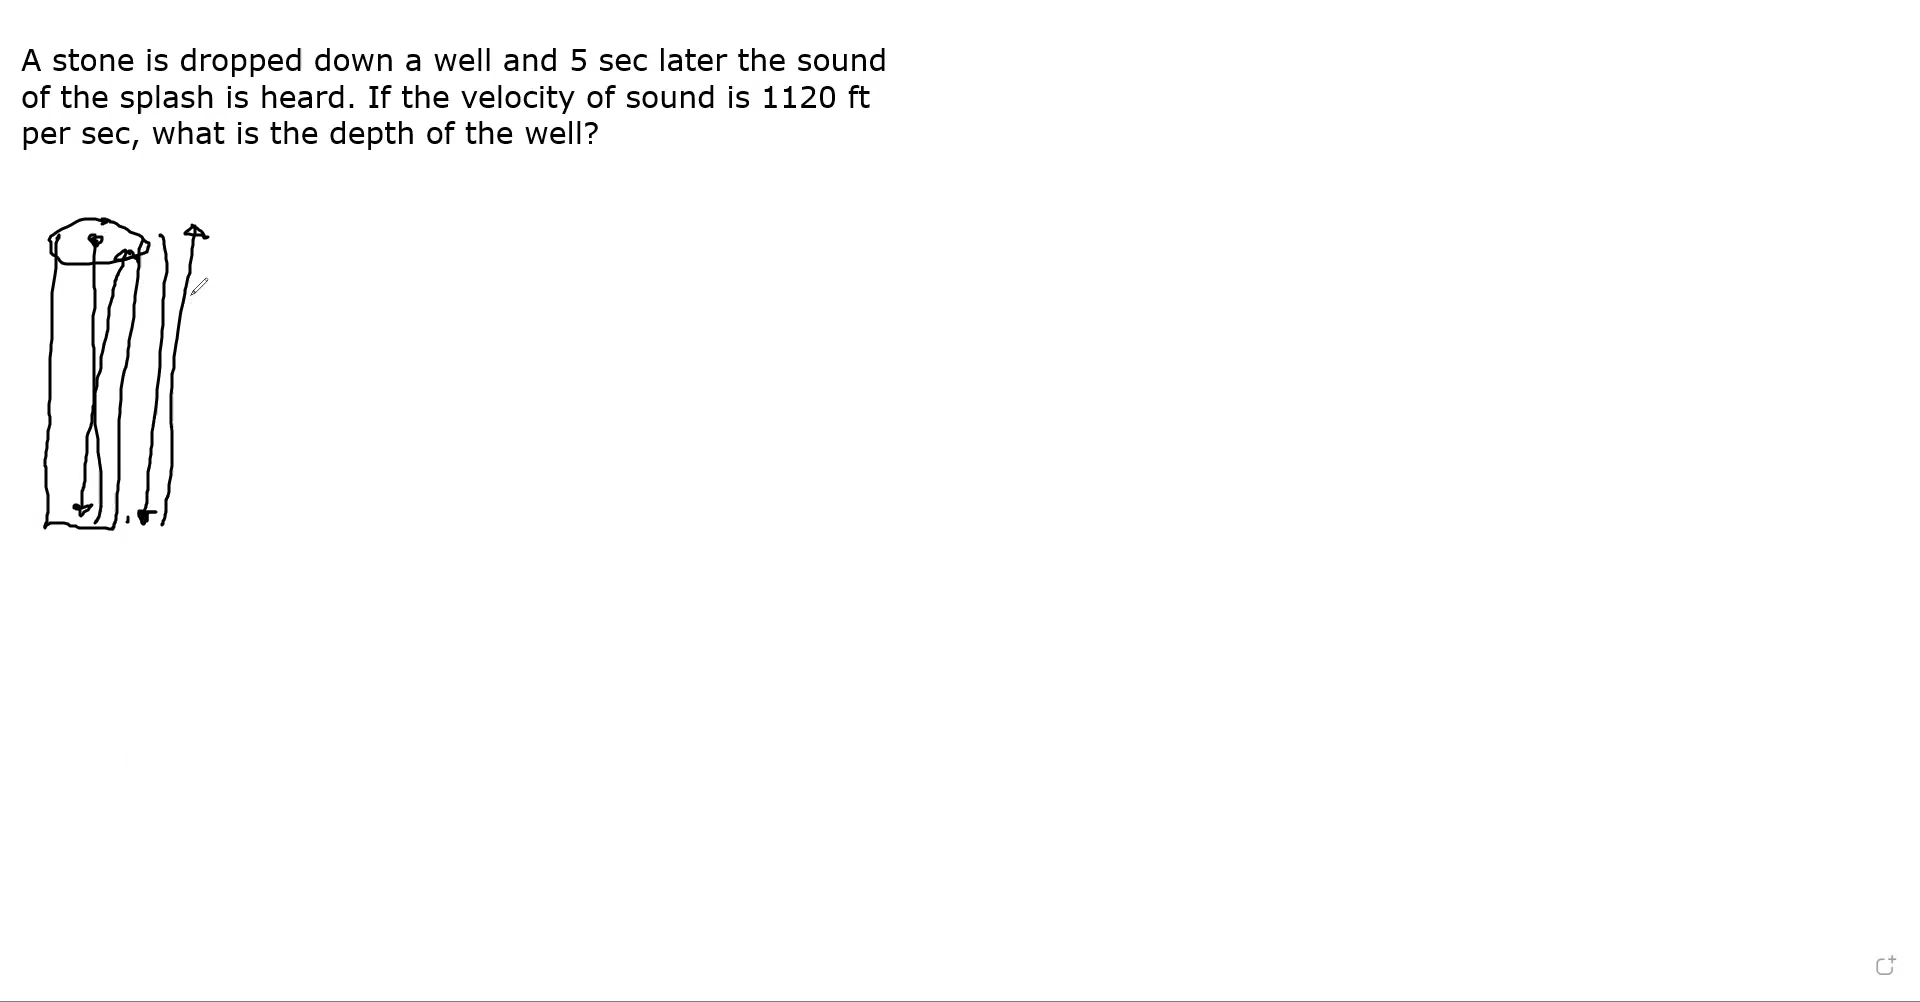 A stone is dropped down a well and 5 sec later the sound
of the splash is heard. If the velocity of sound is 1120 ft
per sec, what is the depth of the well?